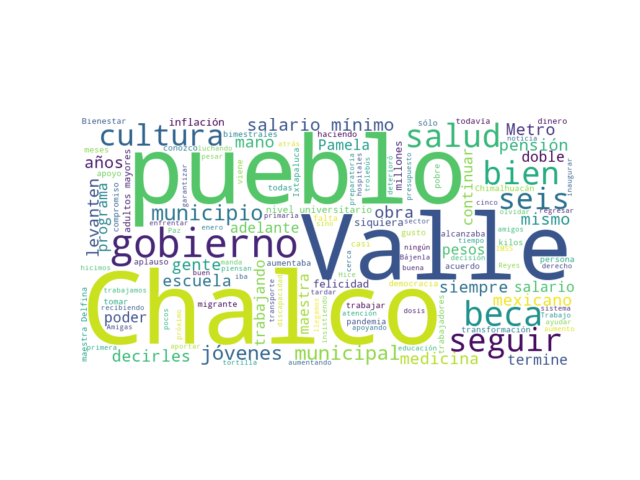 Bienestar
inflación
salario mínimo
sólo
todavía
dinero
cultura
bimestrales
haciendo
salud
Metro
noticia
meses
conozco
luchando
mano
atrás
Pamela
millones
pensión
años
apoyo
pesar
pueblo
doble
adultos mayores
garantizar
viene
todas
Ixtapaluca
preparatoria
hospitales
trolebús
deterioró
presupuesto
pobre
continuar
bien
Chimalhuacán
inaugurar
levanten
programa
compromiso
municipio
primaria
nivel universitario
falta
sector
cinco
seis
olvidar
regresar
mismo
enfrentar
Paz
enero
adelante
siquiera
obra
gusto
alcanzaba
tiempo
amigos
pesos
kilos
gobierno
Valle
hicimos
aplauso
gente
buen
piensan
aumentaba
casi
cerca
ningún
buena
Bájenla
acuerdo
decisión
Reyes
persona
derecho
trabajamos
escuela
iba
trabajando
transporte
discapacidad
maestra
felicidad
hice
democracia
siempre
salario
Chalco
tomar
recibiendo
migrante
llegamos
tardar
trabajar
atención
dosis
mexicano
sistema
Trabajo
ayudar
aumento
maestra Delfina
poder
Amigas
pocos
próximo
insistiendo
pandemia
apoyando
trabajadores
beca
transformación
primera
decirles
aportar
jóvenes
municipal
educación
medicina
seguir
termine
tortilla
aumentando